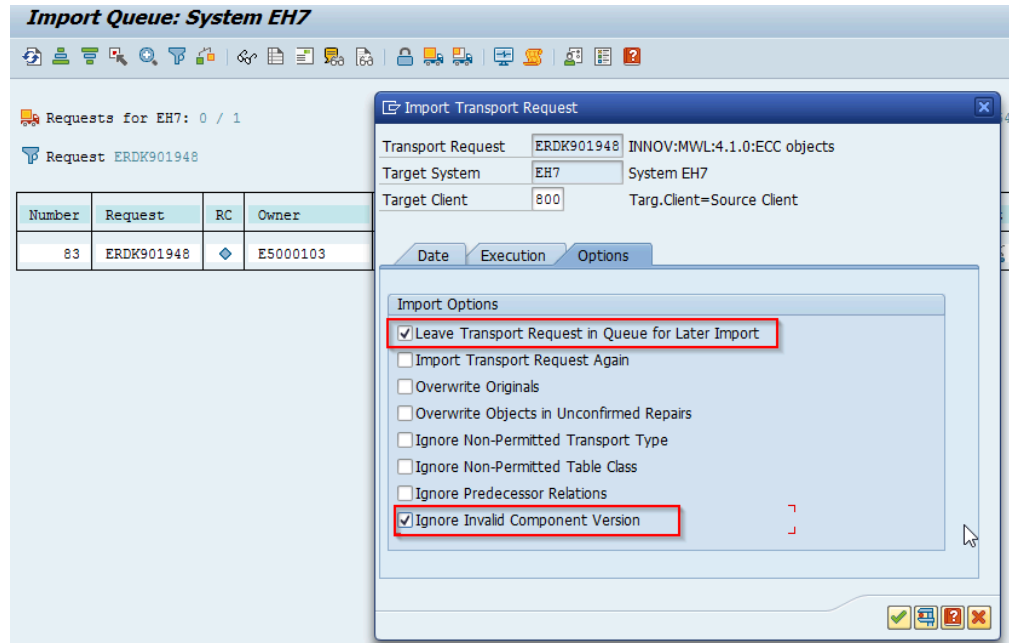 Import Queue: System EH7
Import Transport Request
Requests for EH7: 0 / 1
Request ERDK901948
Transport Request ERDK901948 INNOV:MWL:4.1.0:ECC objects
Target System EH7 System EH7
Target Client 800 Targ.Client=Source Client
Number Request RC Owner
83 ERDK901948 E5000103
Date Execution Options
Import Options
Leave Transport Request in Queue for Later Import
Import Transport Request Again
Overwrite Originals
Overwrite Objects in Unconfirmed Repairs
Ignore Non-Permitted Transport Type
Ignore Non-Permitted Table Class
Ignore Predecessor Relations
Ignore Invalid Component Version